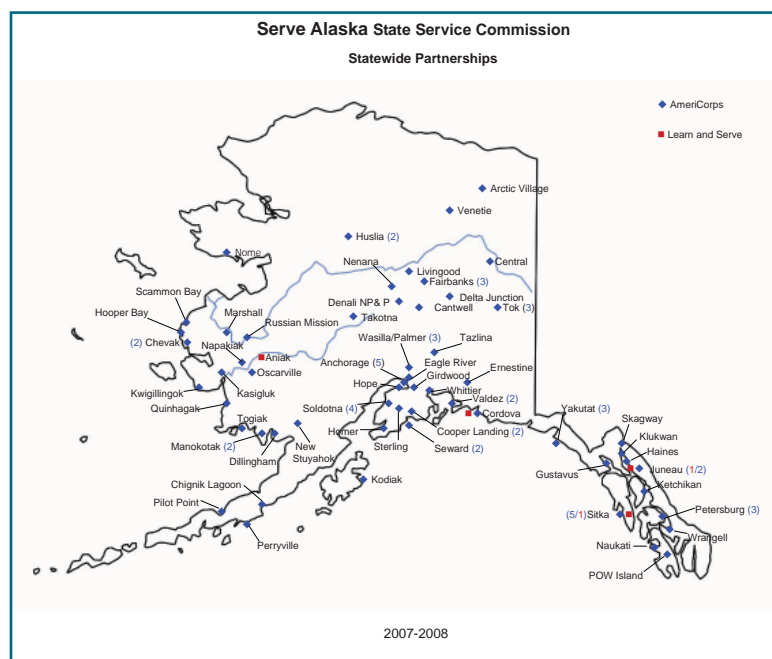 Serve Alaska State Service Commission
Statewide Partnerships
AmeriCorps
Learn and Serve
Arctic Village
Venetie
Huslia (2)
Nome
Nenana
Livingood
Central
Fairbanks (3)
Scammon Bay
Denali NP& P
Delta Junction
Hooper Bay
Marshall
Takotna
Cantwell
Tok (3)
Russian Mission
(2) Chevak
Wasilla/Palmer (3)
Tazlina
Napakiak
Aniak
Anchorage (5)
Eagle River
Ernestine
Oscarville
Girdwood
Kwigillingok
Kasigluk
Hope
Whittier
Quinhagak
Soldotna (4)
Valdez (2)
Cordova
Yakutat (3)
Skagway
Togiak
Homer
Cooper Landing (2)
Klukwan
Manokotak (2)
New
Stuyahok
Sterling
Seward (2)
Haines
Dillingham
Gustavus
Juneau (1/2)
Chignik Lagoon
Kodiak
Ketchikan
Pilot Point
(5/1)Sitka
Petersburg (3)
Perryville
Wrangell
Naukati
POW Island
2007-2008